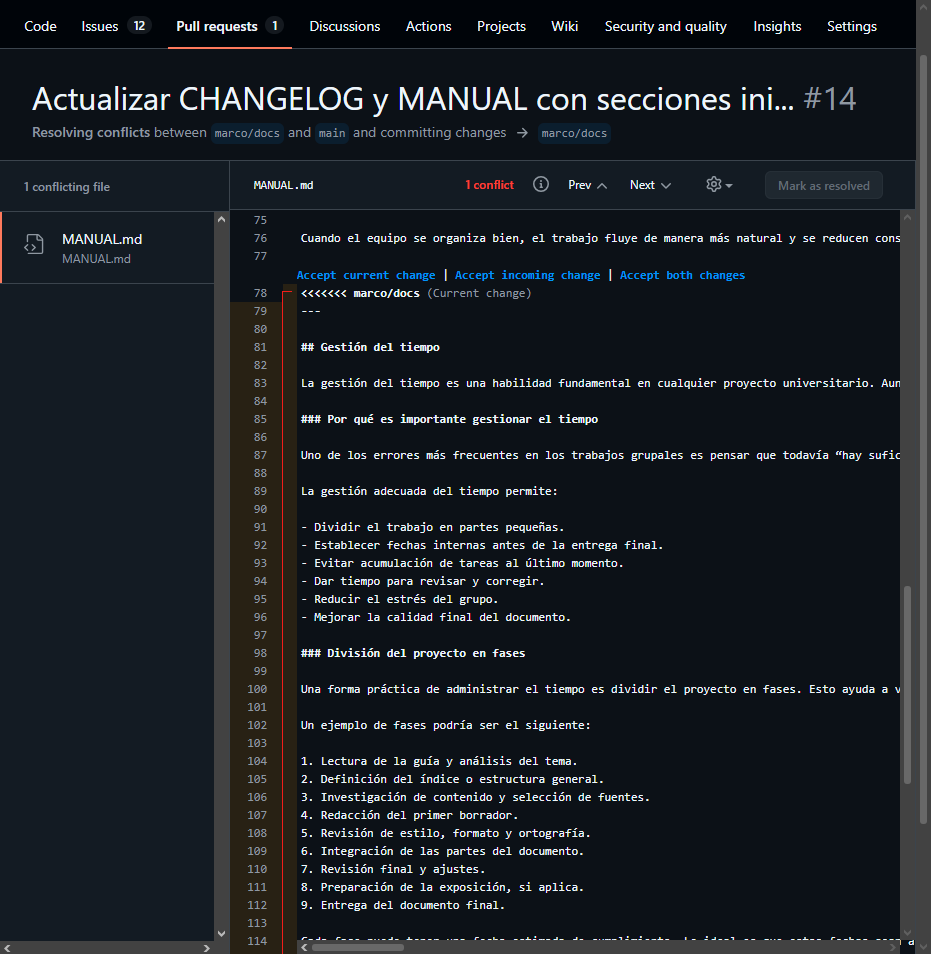 Code Issues 12 Pull requests 1 Discussions Actions Projects Wiki Security and quality Insights Settings
Actualizar CHANGELOG y MANUAL con secciones ini... #14
Resolving conflicts between marco/docs and main and committing changes → marco/docs
1 conflicting file
MANUAL.md
MANUAL.md
MANUAL.md 1 conflict Prev Next Mark as resolved
75
76 Cuando el equipo se organiza bien, el trabajo fluye de manera más natural y se reducen cons
77
Accept current change | Accept incoming change | Accept both changes
78 <<<<<<< marco/docs (Current change)
79 ---
80
81 ## Gestión del tiempo
82
83 La gestión del tiempo es una habilidad fundamental en cualquier proyecto universitario. Aun
84
85 ### Por qué es importante gestionar el tiempo
86
87 Uno de los errores más frecuentes en los trabajos grupales es pensar que todavía “hay sufic
88
89 La gestión adecuada del tiempo permite:
90
91 - Dividir el trabajo en partes pequeñas.
92 - Establecer fechas internas antes de la entrega final.
93 - Evitar acumulación de tareas al último momento.
94 - Dar tiempo para revisar y corregir.
95 - Reducir el estrés del grupo.
96 - Mejorar la calidad final del documento.
97
98 ### División del proyecto en fases
99
100 Una forma práctica de administrar el tiempo es dividir el proyecto en fases. Esto ayuda a v
101
102 Un ejemplo de fases podría ser el siguiente:
103
104 1. Lectura de la guía y análisis del tema.
105 2. Definición del índice o estructura general.
106 3. Investigación de contenido y selección de fuentes.
107 4. Redacción del primer borrador.
108 5. Revisión de estilo, formato y ortografía.
109 6. Integración de las partes del documento.
110 7. Revisión final y ajustes.
111 8. Preparación de la exposición, si aplica.
112 9. Entrega del documento final.
113
114